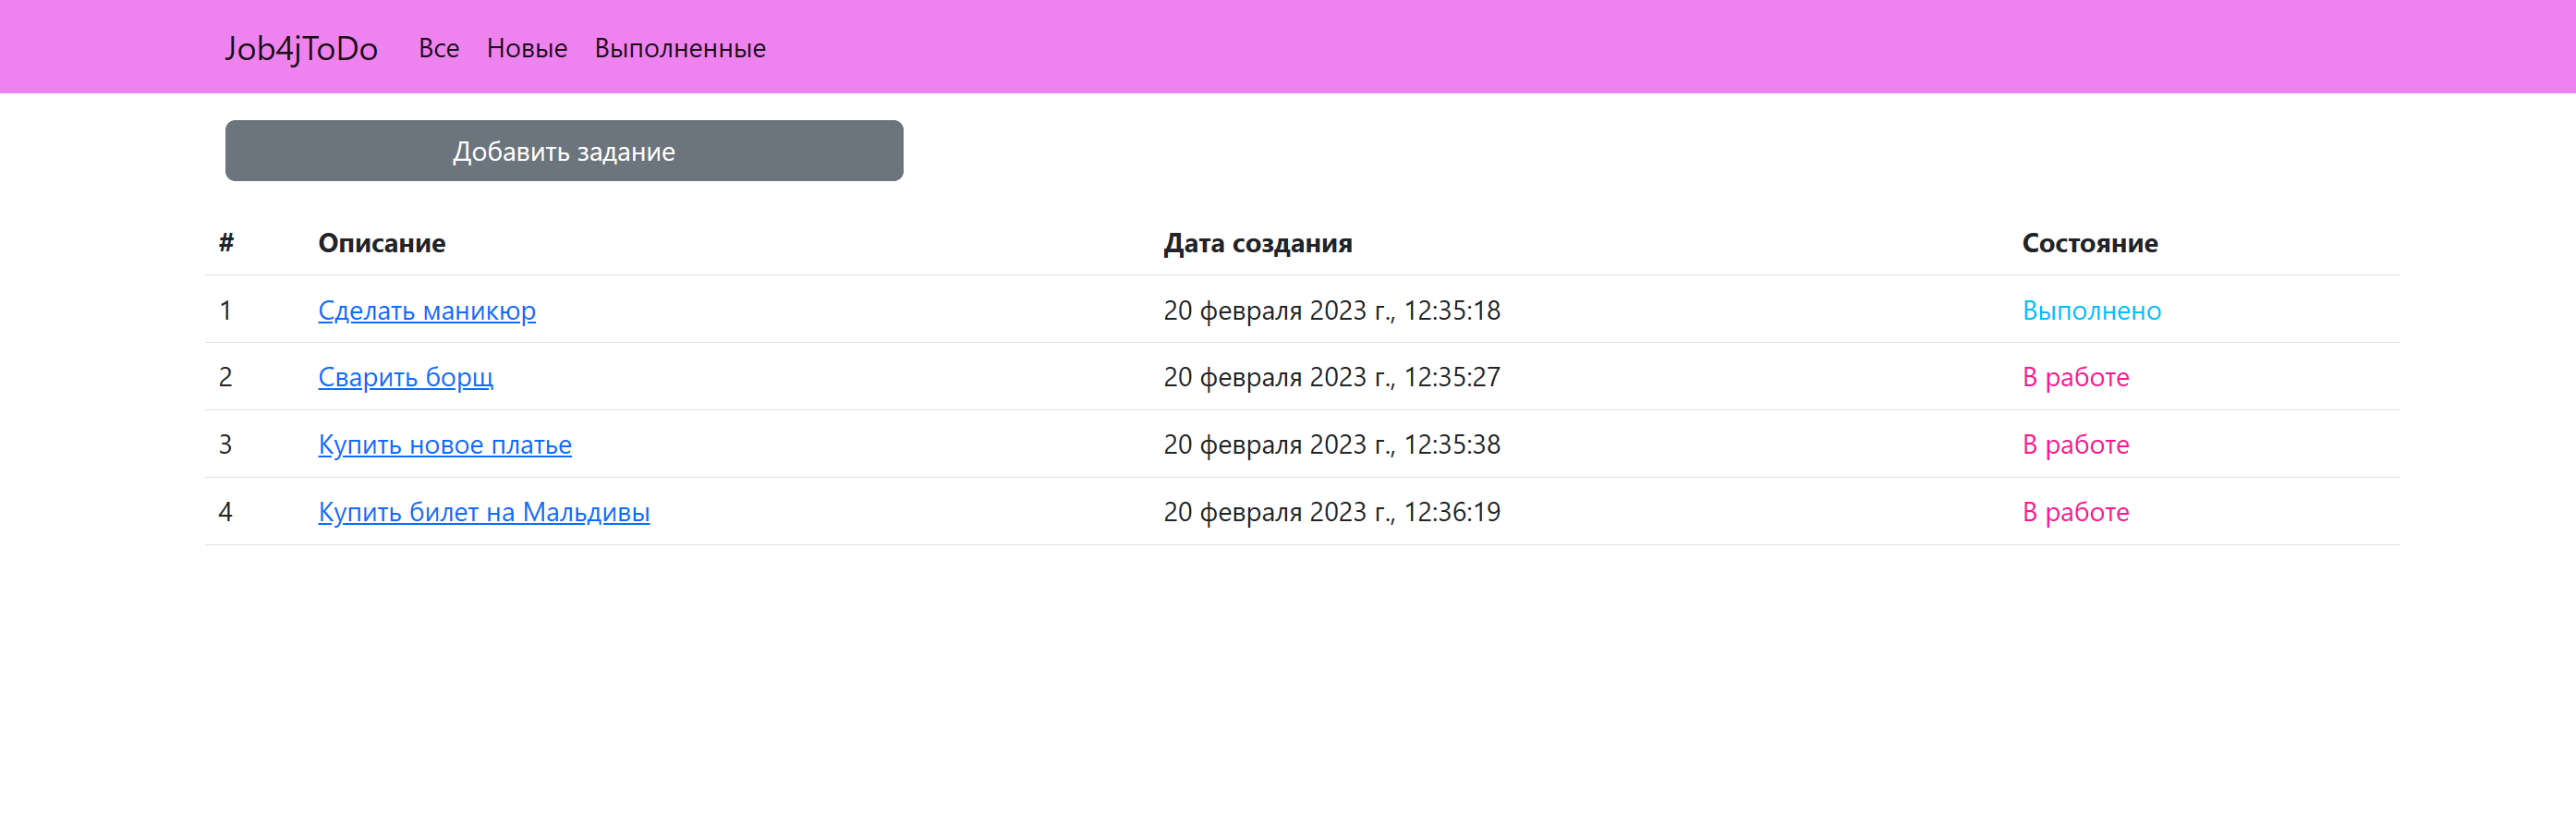 Job4jToDo Все Новые Выполненные
Добавить задание
# Описание Дата создания Состояние
1 Сделать маникюр 20 февраля 2023 г., 12:35:18 Выполнено
2 Сварить борщ 20 февраля 2023 г., 12:35:27 В работе
3 Купить новое платье 20 февраля 2023 г., 12:35:38 В работе
4 Купить билет на Мальдивы 20 февраля 2023 г., 12:36:19 В работе